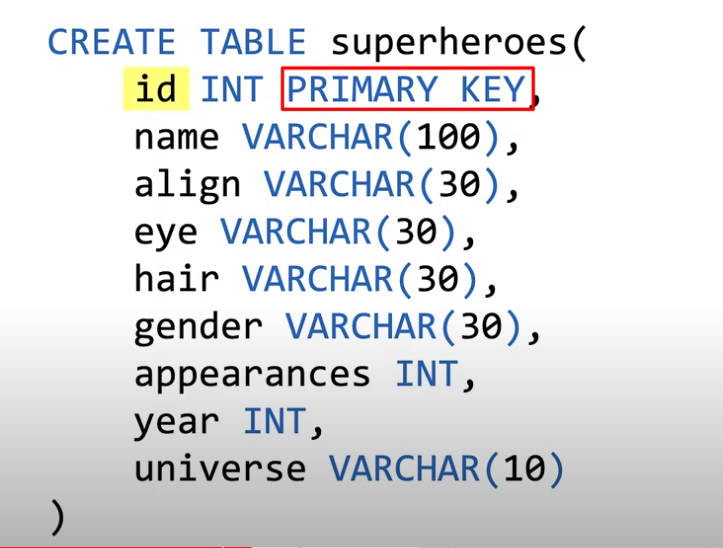 CREATE TABLE superheroes(
id INT PRIMARY KEY,
name VARCHAR(100),
align VARCHAR(30),
eye VARCHAR(30),
hair VARCHAR(30),
gender VARCHAR(30),
appearances INT,
year INT,
universe VARCHAR(10)
)